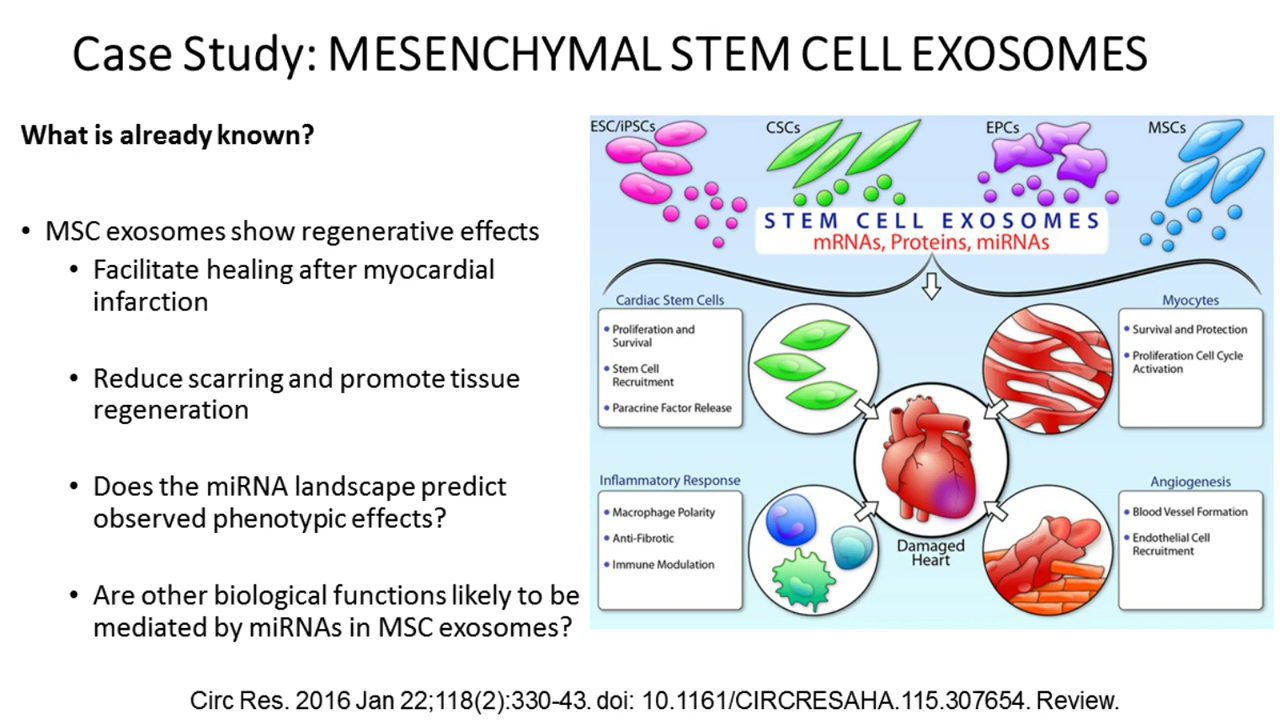 Case Study: MESENCHYMAL STEM CELL EXOSOMES
What is already known?
• MSC exosomes show regenerative effects
• Facilitate healing after myocardial
infarction
• Reduce scarring and promote tissue
regeneration
• Does the miRNA landscape predict
observed phenotypic effects?
• Are other biological functions likely to be
mediated by miRNAs in MSC exosomes?
ESC/iPSCs
CSCs
EPCs
MSCs
STEM CELL EXOSOMES
mRNAs, Proteins, miRNAs
Cardiac Stem Cells
• Proliferation and
Survival
• Stem Cell
Recruitment
• Paracrine Factor Release
Myocytes
• Survival and Protection
• Proliferation Cell Cycle
Activation
Inflammatory Response
• Macrophage Polarity
• Anti-Fibrotic
• Immune Modulation
Damaged
Heart
Angiogenesis
• Blood Vessel Formation
• Endothelial Cell
Recruitment
Circ Res. 2016 Jan 22;118(2):330-43. doi: 10.1161/CIRCRESAHA.115.307654. Review.